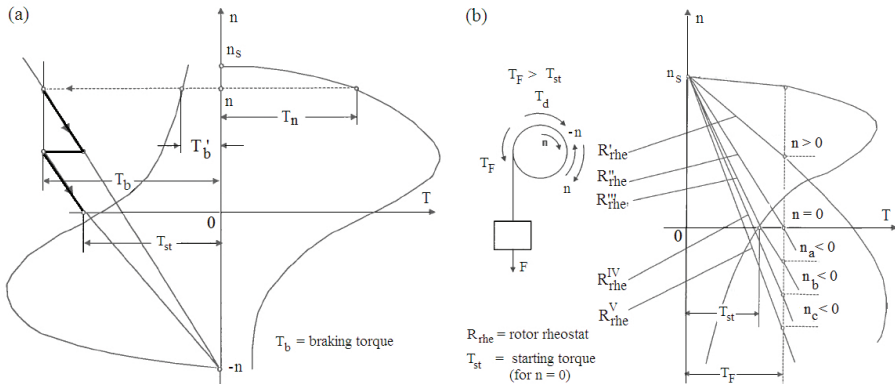 (a)
n
n_s
n
T_n
T_b'
T_b
T
0
T_st
T_b = braking torque
-n
(b)
n
T_F > T_st
n_s
T_d
-n
n
T_F
n
F
R'_rhe
R''_rhe
R'''_rhe'
n > 0
n = 0
T
0
n_a < 0
n_b < 0
n_c < 0
R^IV_rhe
R^V_rhe
T_st
R_rhe = rotor rheostat
T_st = starting torque
(for n = 0)
T_F